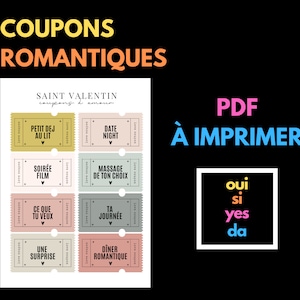 COUPONS
ROMANTIQUES
SAINT VALENTIN
coupons d'amour
PETIT DEJ
AU LIT
DATE
NIGHT
SOIRÉE
FILM
MASSAGE
DE TON CHOIX
CE QUE
TU VEUX
TA
JOURNÉE
UNE
SURPRISE
DÎNER
ROMANTIQUE
PDF
À IMPRIMER
oui
si
yes
da